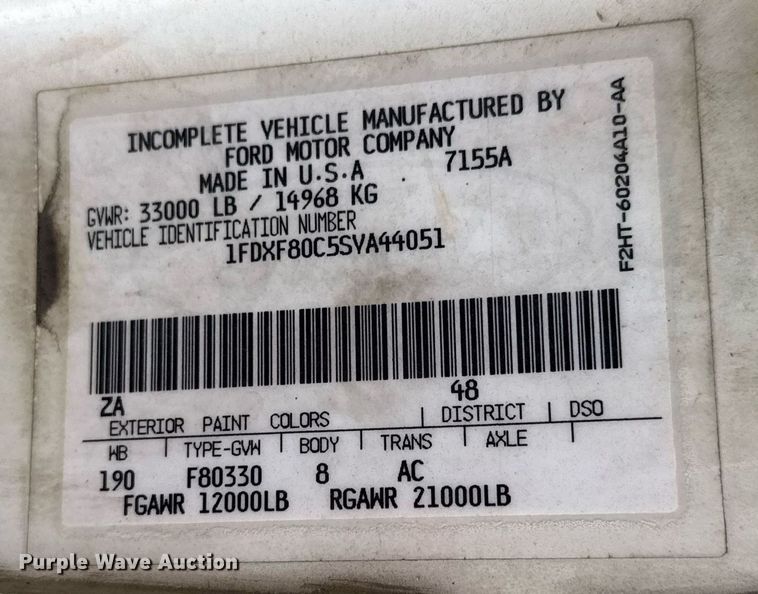 INCOMPLETE VEHICLE MANUFACTURED BY
FORD MOTOR COMPANY
MADE IN U.S.A. 7155A
GVWR: 33000 LB / 14968 KG
VEHICLE IDENTIFICATION NUMBER
1FDXF80C5SVA44051
F2HT-60204A10-AA
ZA 48
EXTERIOR PAINT COLORS | DISTRICT | DSO
WB | TYPE-GVW | BODY | TRANS | AXLE |
190 F80330 8 AC
FGAWR 12000LB RGAWR 21000LB
Purple Wave Auction